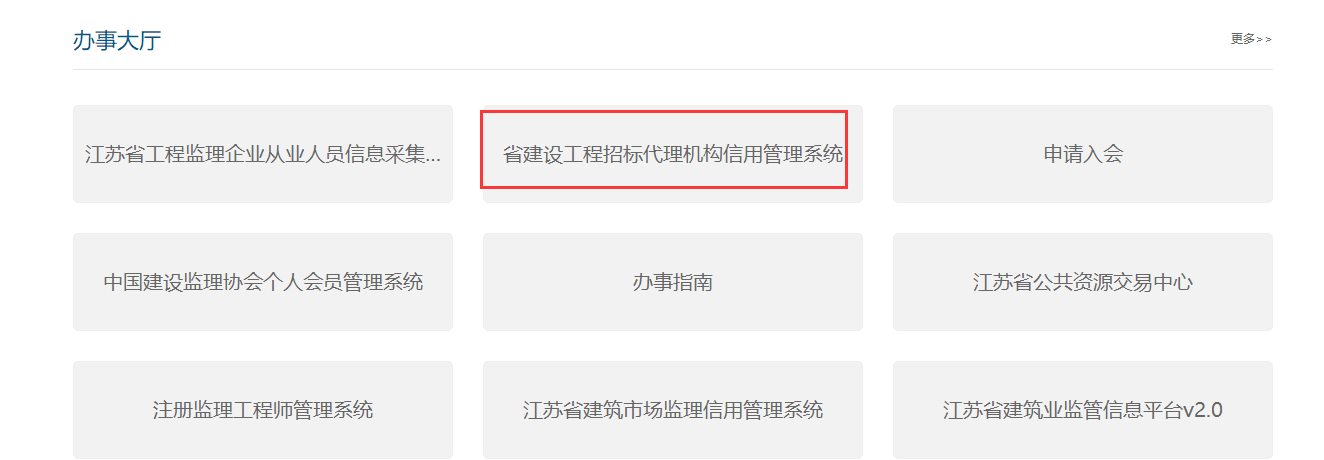 办事大厅
更多>>
江苏省工程监理企业从业人员信息采集...
省建设工程招标代理机构信用管理系统
申请入会
中国建设监理协会个人会员管理系统
办事指南
江苏省公共资源交易中心
注册监理工程师管理系统
江苏省建筑市场监理信用管理系统
江苏省建筑业监管信息平台v2.0